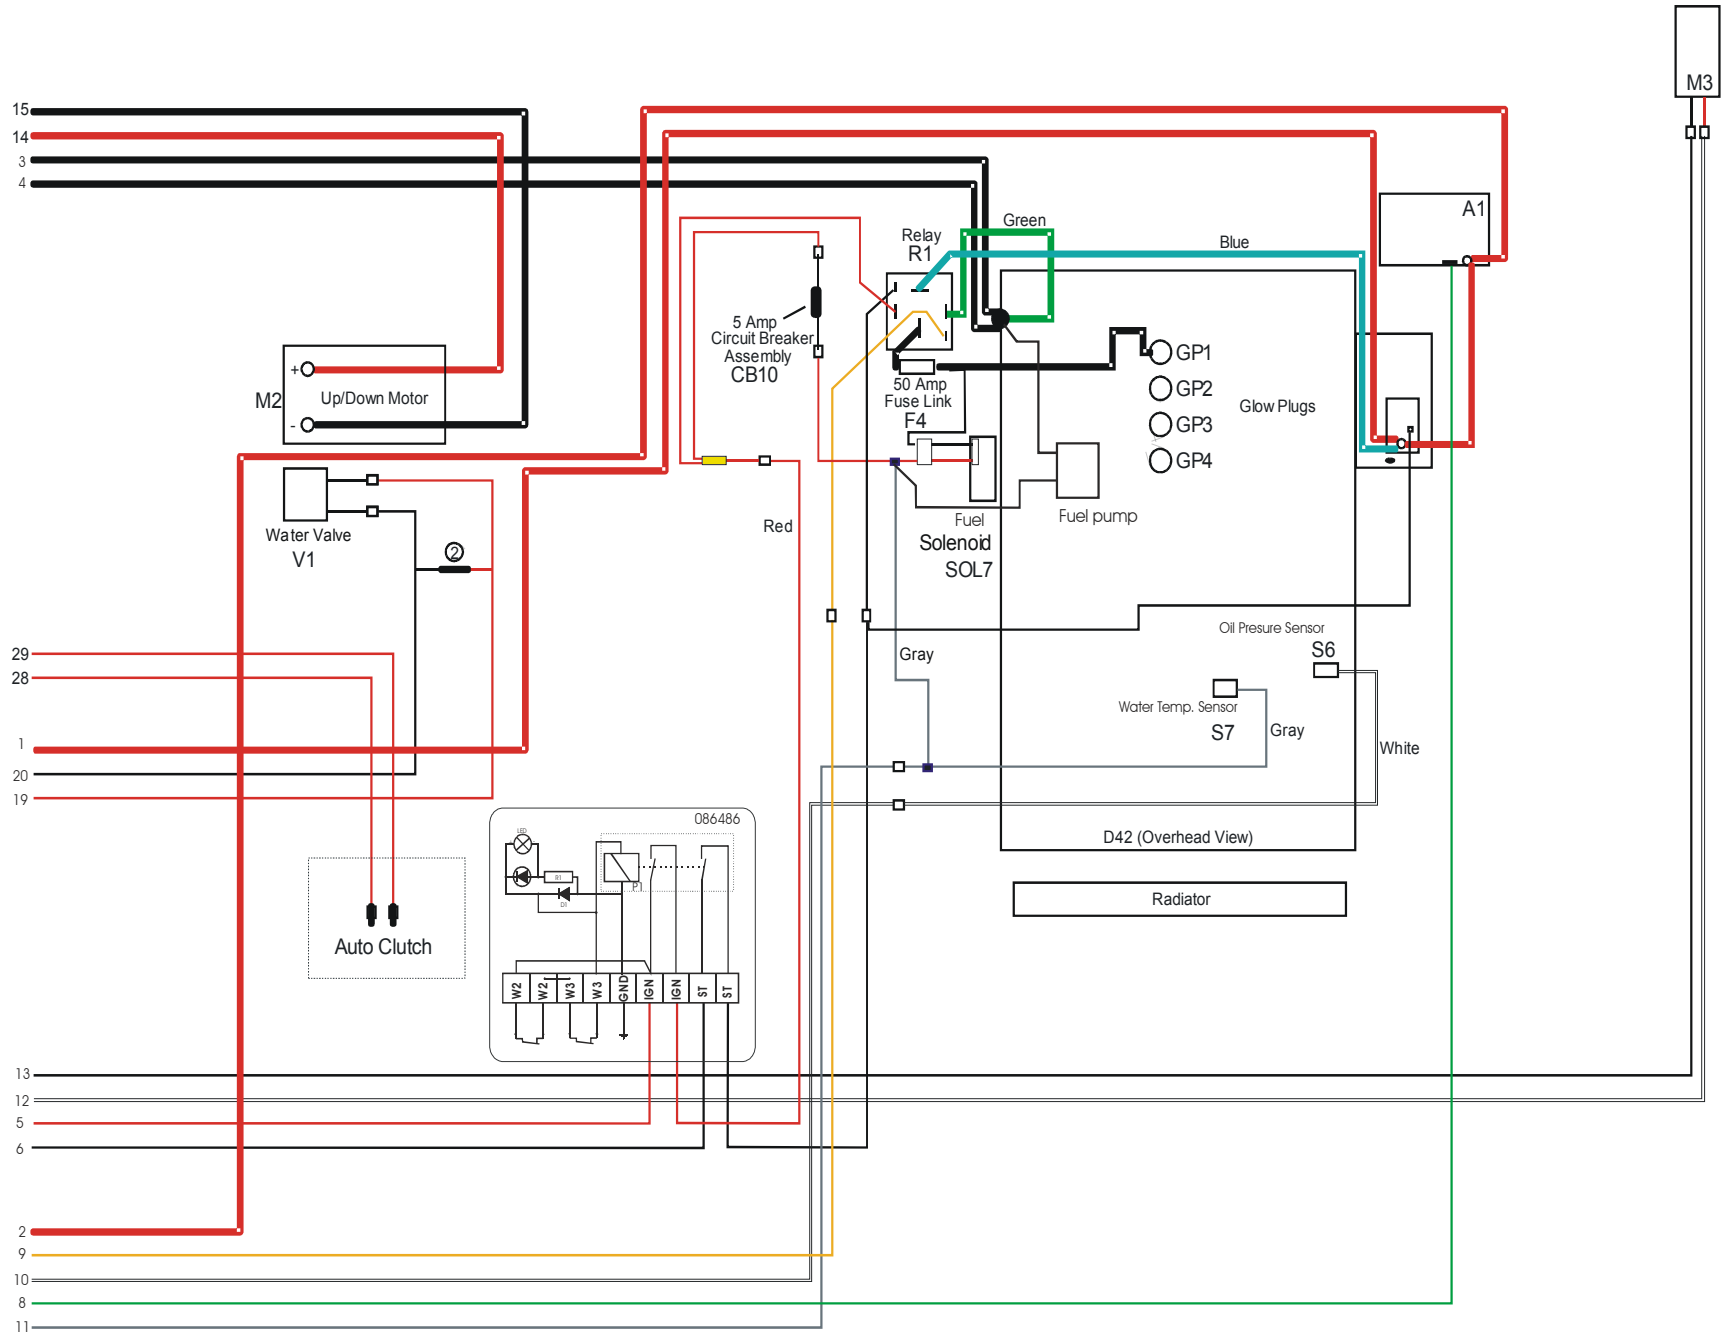 M3
15
14
3
4
A1
Green
Relay
R1
Blue
5 Amp
Circuit Breaker
Assembly
CB10
GP1
50 Amp
Fuse Link
F4
GP2
GP3
GP4
Glow Plugs
+
M2
Up/Down Motor
-
Water Valve
V1
2
Red
Fuel
Solenoid
SOL7
Fuel pump
29
28
Gray
Oil Presure Sensor
S6
Water Temp. Sensor
S7
Gray
White
1
20
19
086486
LED
R1
P1
D1
D42 (Overhead View)
Radiator
Auto Clutch
W2
W2
W3
W3
GND
IGN
IGN
ST
ST
13
12
5
6
2
9
10
8
11